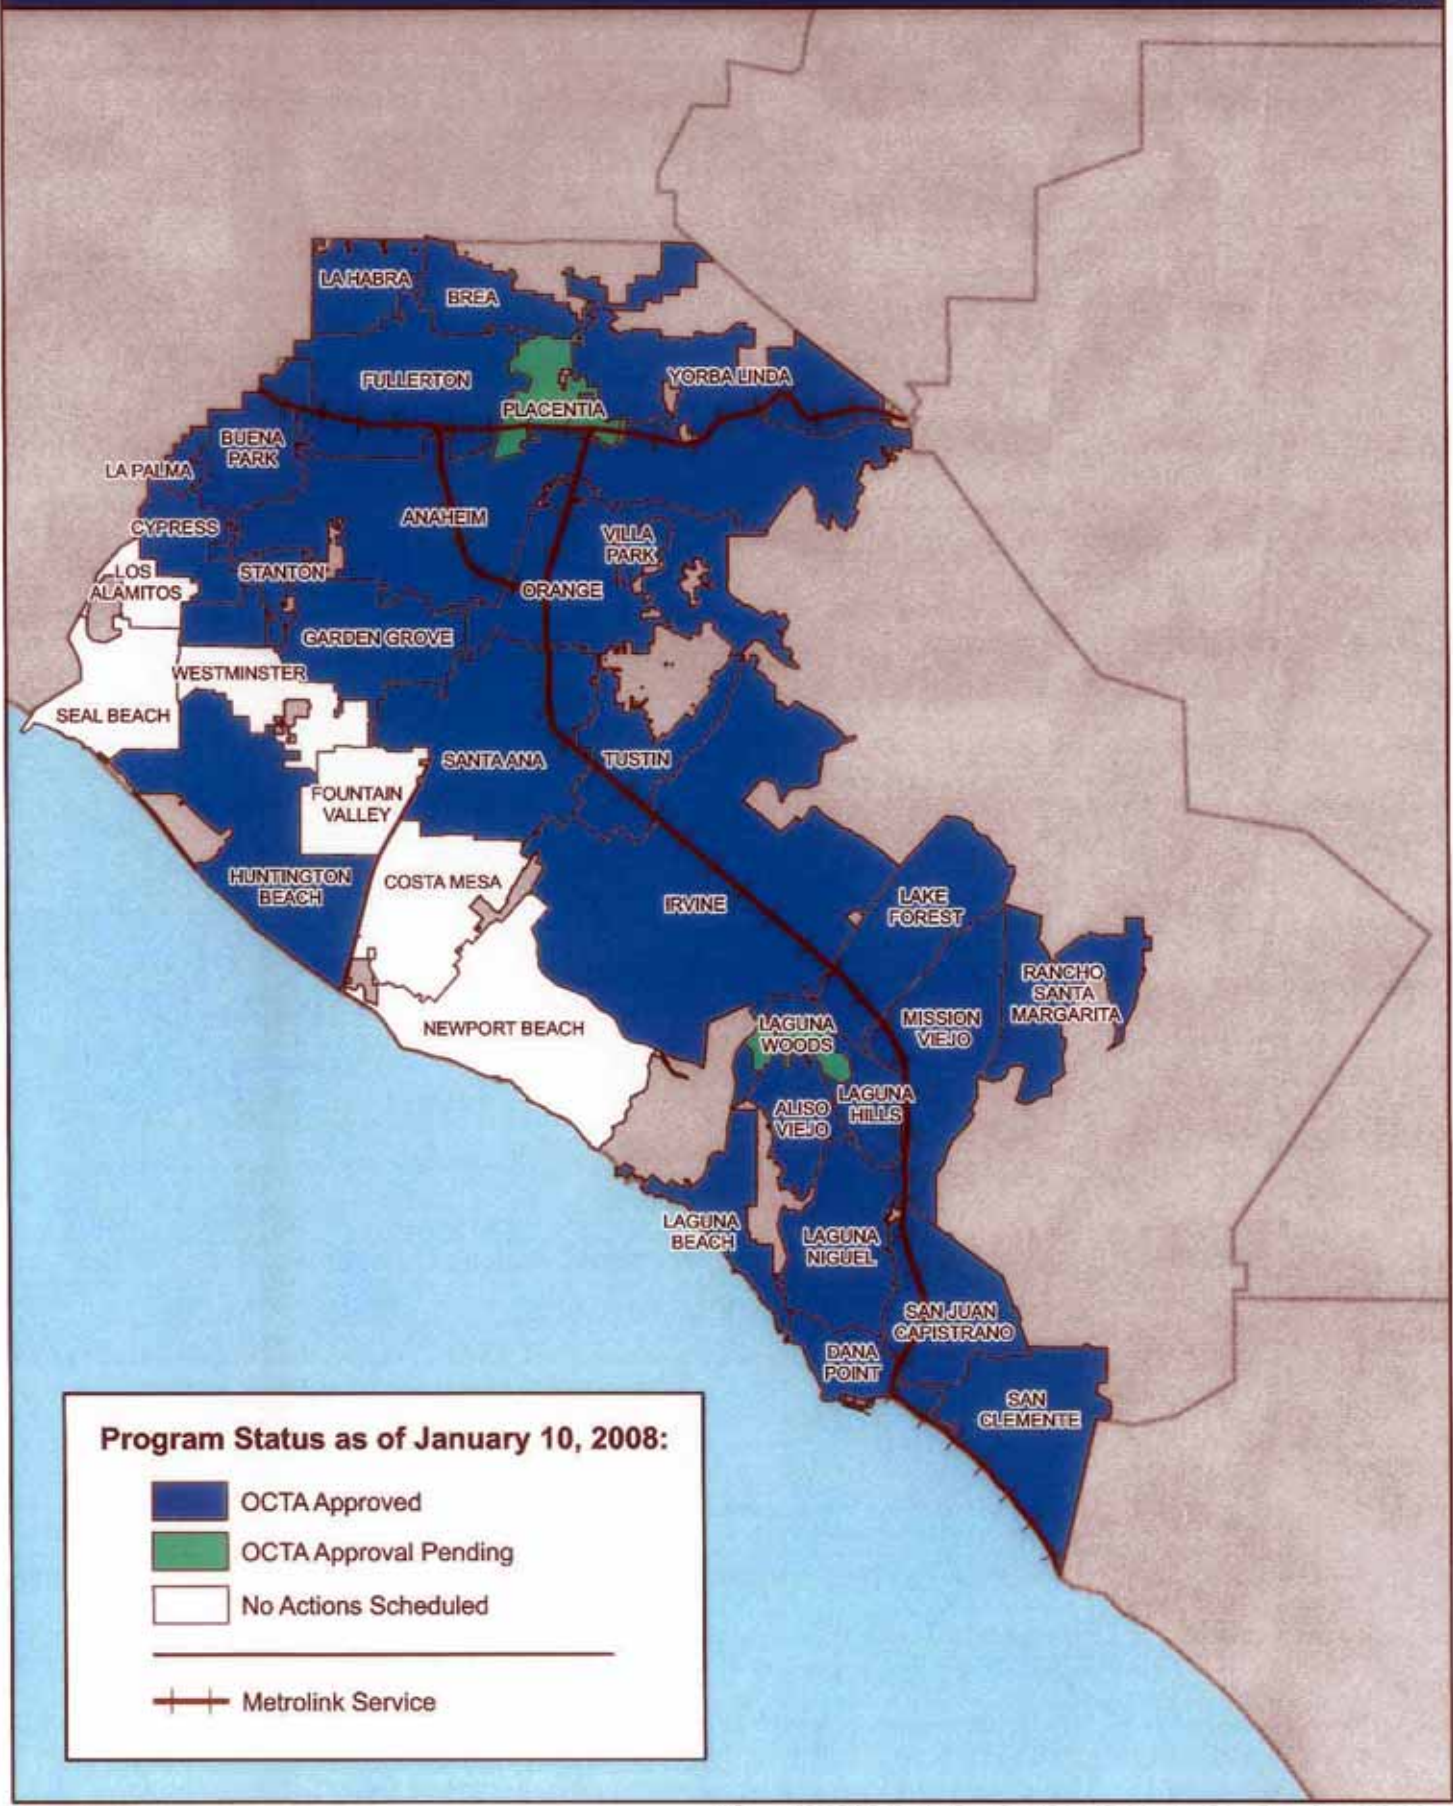 LA HABRA
BREA
FULLERTON
YORBA LINDA
PLACENTIA
BUENA
PARK
LA PALMA
ANAHEIM
CYPRESS
VILLA
PARK
LOS
ALAMITOS
STANTON
ORANGE
GARDEN GROVE
WESTMINSTER
SEAL BEACH
SANTA ANA
TUSTIN
FOUNTAIN
VALLEY
HUNTINGTON
BEACH
COSTA MESA
IRVINE
LAKE
FOREST
RANCHO
SANTA
MARGARITA
NEWPORT BEACH
LAGUNA
WOODS
MISSION
VIEJO
LAGUNA
HILLS
ALISO
VIEJO
LAGUNA
BEACH
LAGUNA
NIGUEL
SAN JUAN
CAPISTRANO
DANA
POINT
SAN
CLEMENTE
Program Status as of January 10, 2008:
OCTA Approved
OCTA Approval Pending
No Actions Scheduled
Metrolink Service